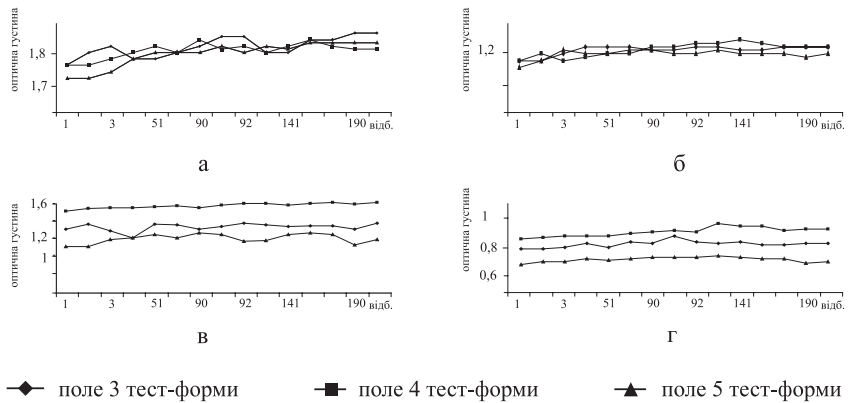 оптична густина
1,8
1,7
1 3 51 90 92 141 190 відб.
а
оптична густина
1,2
1 3 51 90 92 141 190 відб.
б
оптична густина
1,6
1,2
1
1 3 51 90 92 141 190 відб.
в
оптична густина
1
0,8
0,6
1 3 51 90 92 141 190 відб.
г
поле 3 тест-форми поле 4 тест-форми поле 5 тест-форми